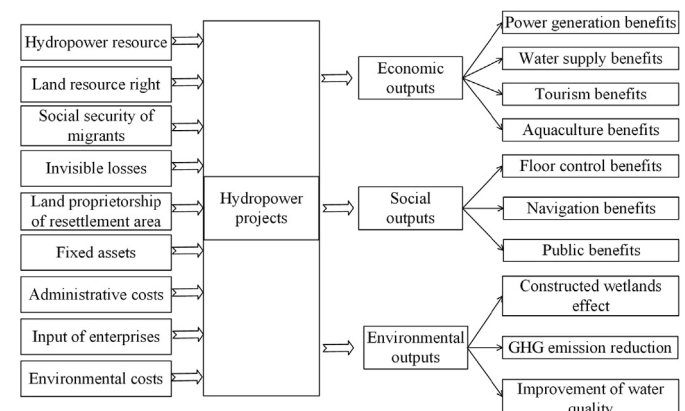 Hydropower resource
Land resource right
Social security of
migrants
Invisible losses
Land proprietorship
of resettlement area
Fixed assets
Administrative costs
Input of enterprises
Environmental costs
Hydropower
projects
Economic
outputs
Social
outputs
Environmental
outputs
Power generation benefits
Water supply benefits
Tourism benefits
Aquaculture benefits
Floor control benefits
Navigation benefits
Public benefits
Constructed wetlands
effect
GHG emission reduction
Improvement of water
quality